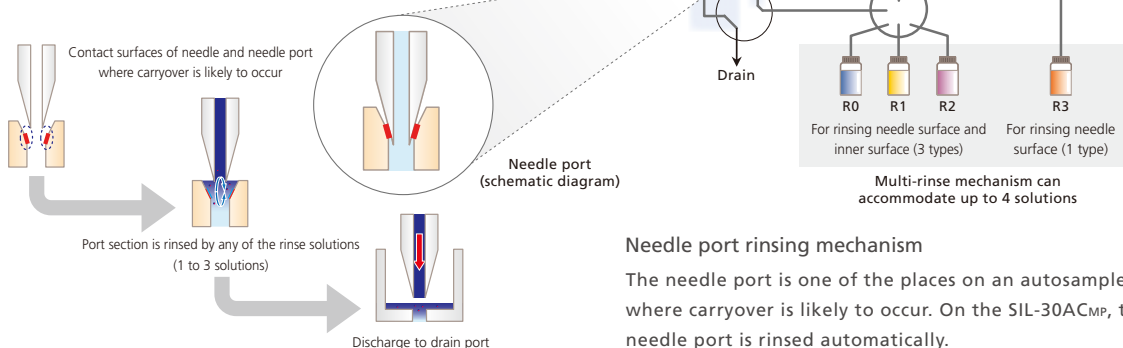 Contact surfaces of needle and needle port
where carryover is likely to occur
Port section is rinsed by any of the rinse solutions
(1 to 3 solutions)
Discharge to drain port
Needle port
(schematic diagram)
Drain
R0 R1 R2 R3
For rinsing needle surface and
inner surface (3 types)
For rinsing needle
surface (1 type)
Multi-rinse mechanism can
accommodate up to 4 solutions
Needle port rinsing mechanism
The needle port is one of the places on an autosample
where carryover is likely to occur. On the SIL-30ACMP, t
needle port is rinsed automatically.